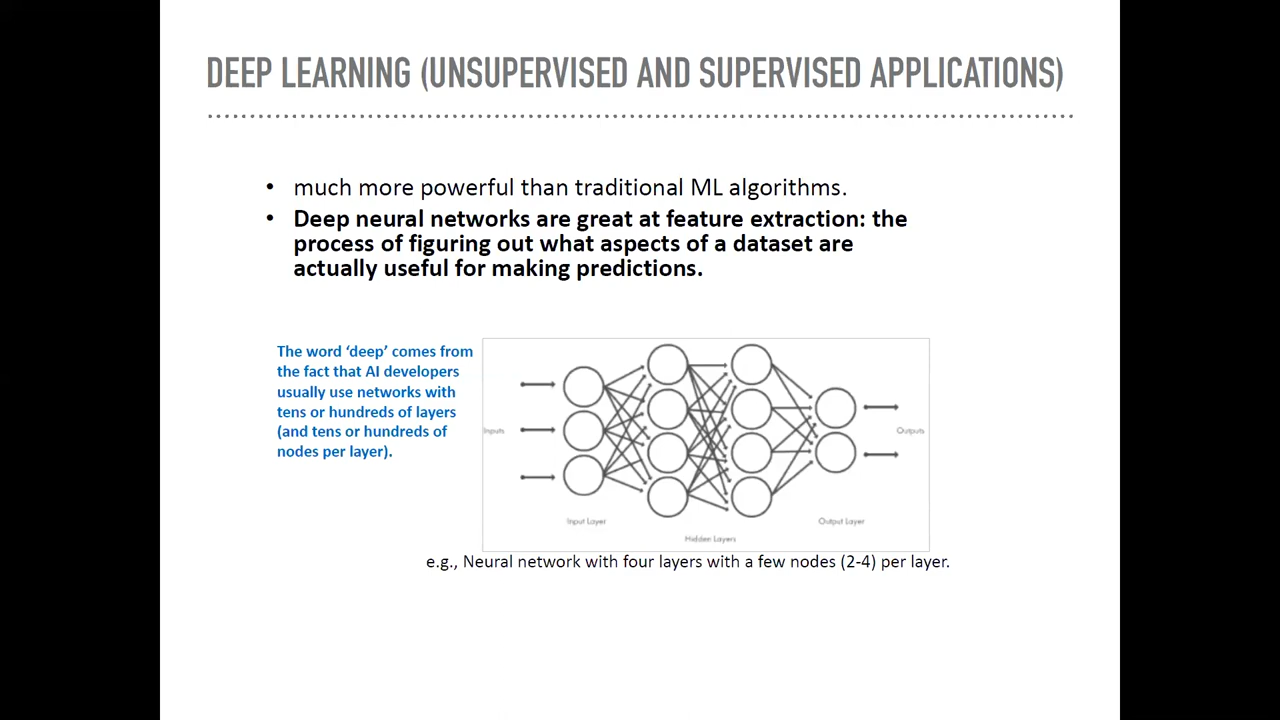 DEEP LEARNING (UNSUPERVISED AND SUPERVISED APPLICATIONS)
• much more powerful than traditional ML algorithms.
• Deep neural networks are great at feature extraction: the
process of figuring out what aspects of a dataset are
actually useful for making predictions.
The word ‘deep’ comes from
the fact that AI developers
usually use networks with
tens or hundreds of layers
(and tens or hundreds of
nodes per layer).
Inputs
Outputs
Input Layer
Output Layer
Hidden Layers
e.g., Neural network with four layers with a few nodes (2-4) per layer.